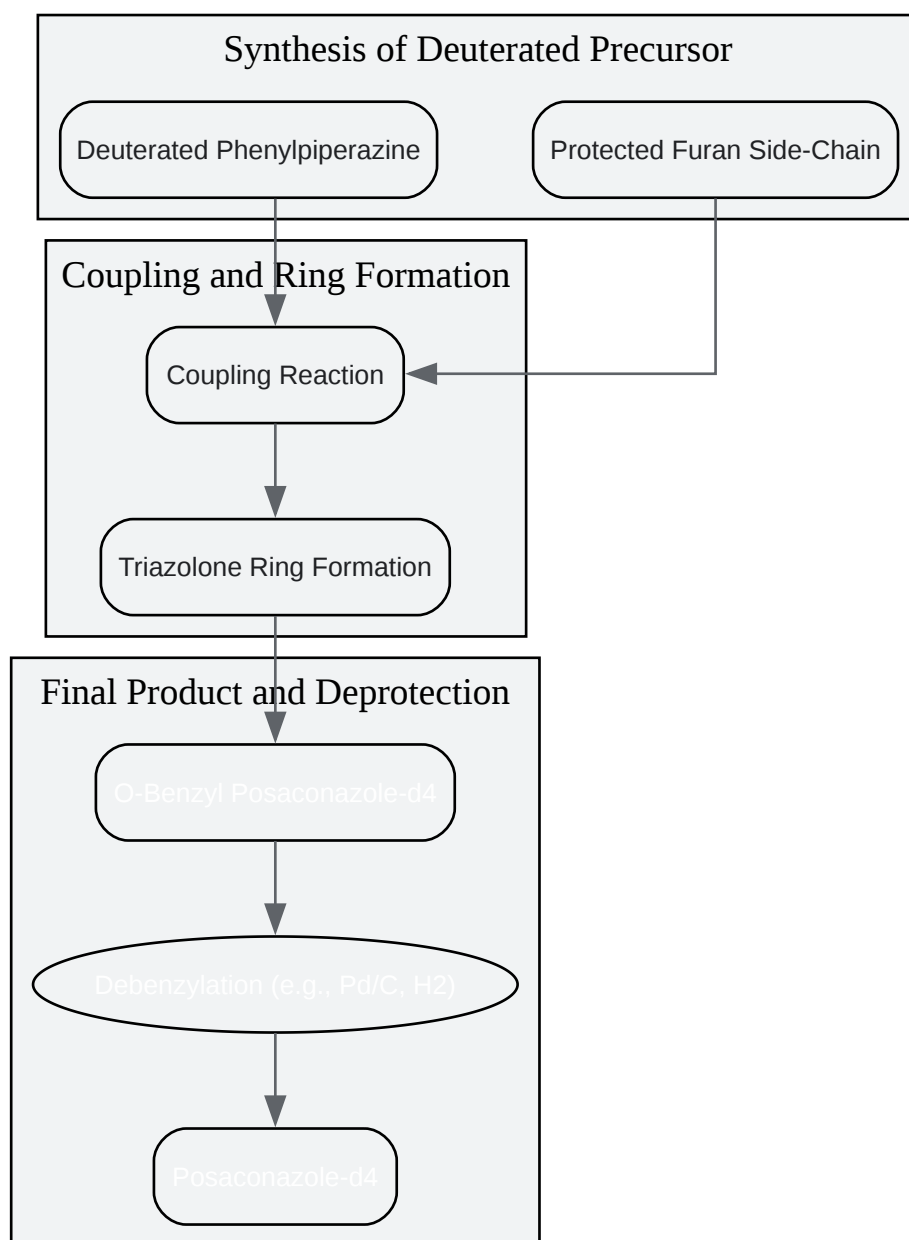 Synthesis of Deuterated Precursor
Deuterated Phenylpiperazine
Protected Furan Side-Chain
Coupling and Ring Formation
Coupling Reaction
Triazolone Ring Formation
Final Product and Deprotection
O-Benzyl Posaconazole-d4
Debenzylation (e.g., Pd/C, H2)
Posaconazole-d4